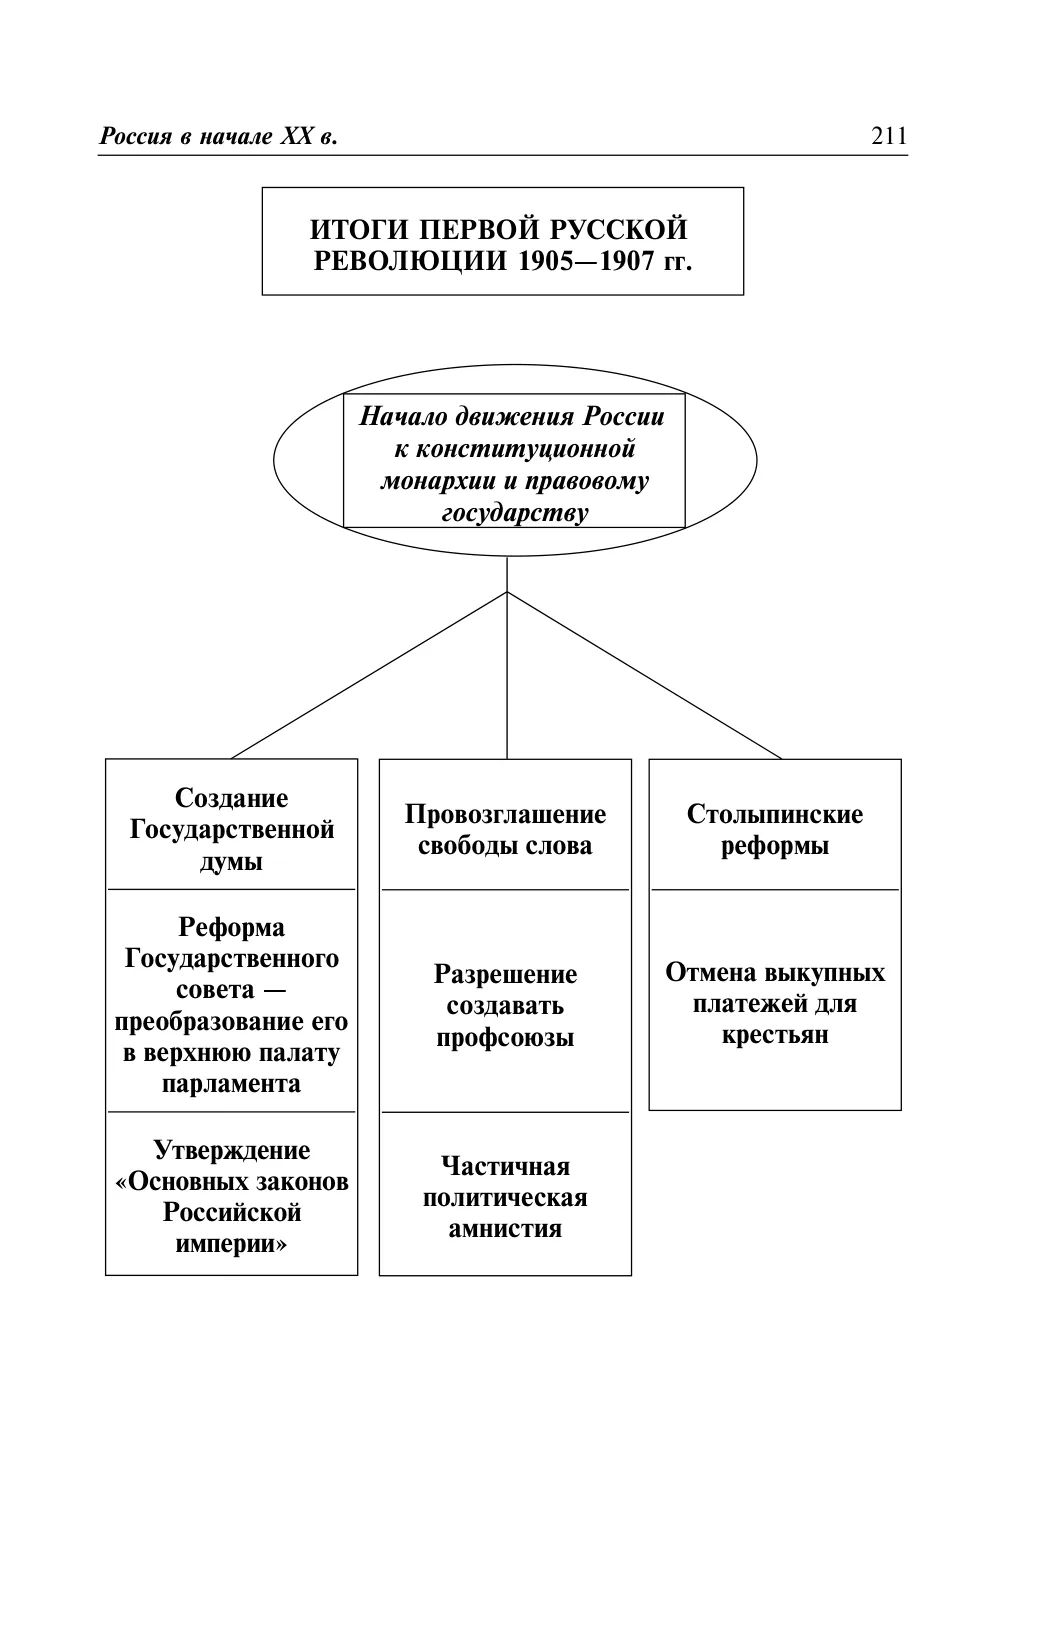 Россия в начале XX в.
211
ИТОГИ ПЕРВОЙ РУССКОЙ
РЕВОЛЮЦИИ 1905—1907 гг.
Начало движения России
к конституционной
монархии и правовому
государству
Создание
Государственной
думы
Реформа
Государственного
совета —
преобразование его
в верхнюю палату
парламента
Утверждение
«Основных законов
Российской
империи»
Провозглашение
свободы слова
Разрешение
создавать
профсоюзы
Частичная
политическая
амнистия
Столыпинские
реформы
Отмена выкупных
платежей для
крестьян